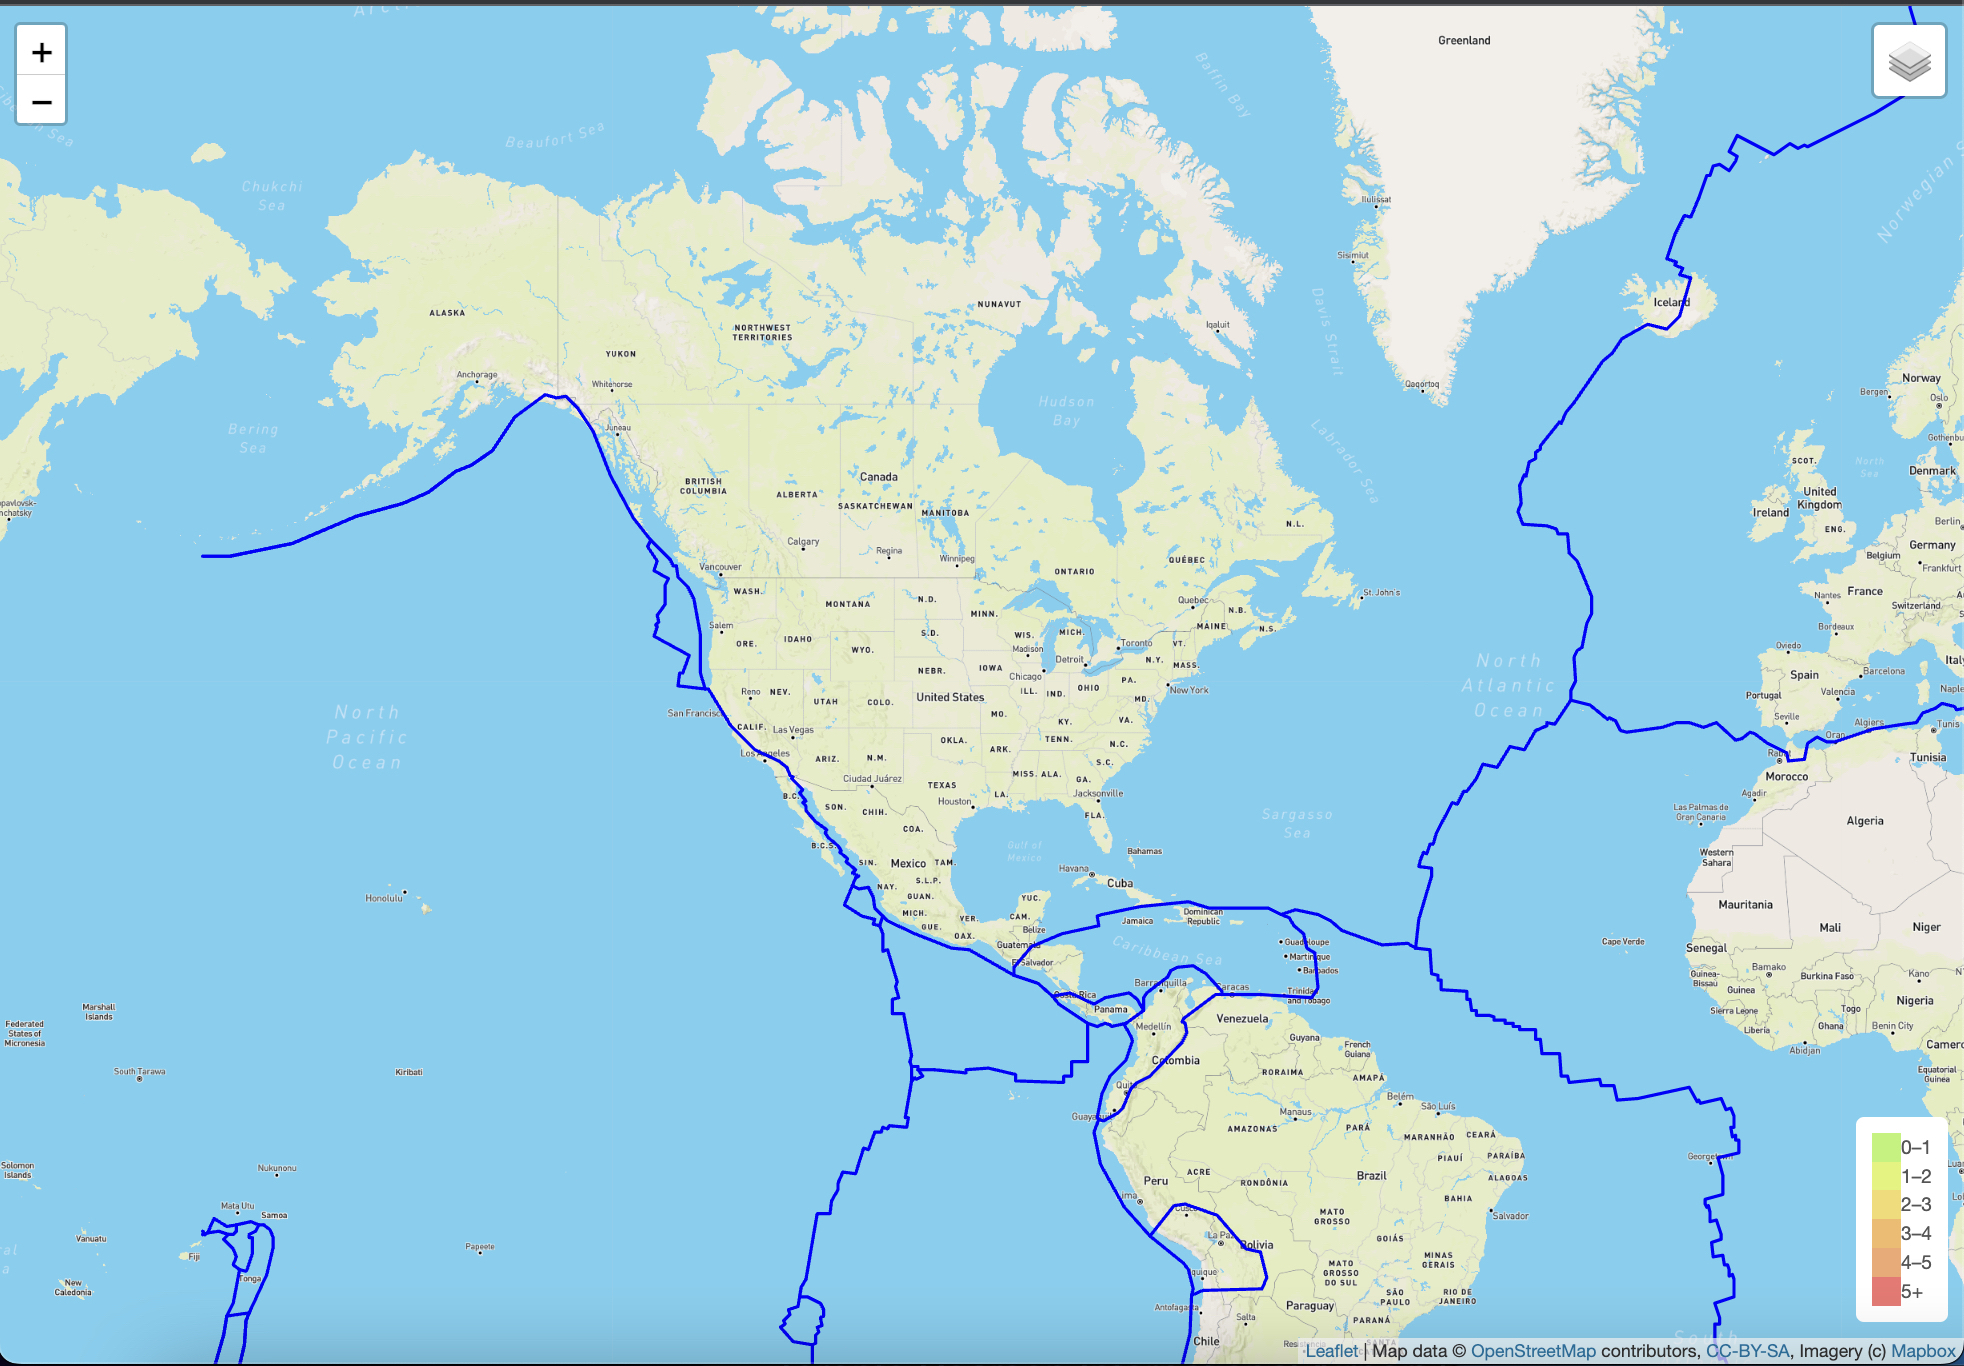 Greenland
Baffin Bay
Beaufort Sea
Chukchi
Sea
Norwegian
Ilulissat
Sisimiut
Iceland
ALASKA
NUNAVUT
NORTHWEST
TERRITORIES
YUKON
Iqaluit
Davis Strait
Anchorage
Whitehorse
Qaqortoq
Norway
Bergen
Oslo
Hudson
Bay
Juneau
Bering
Sea
Labrador Sea
Gothenbu
SCOT.
North
Sea
Denmark
BRITISH
COLUMBIA
Canada
ALBERTA
SASKATCHEWAN
MANITOBA
United
Kingdom
Ireland
ENG.
N.L.
Berlin
Calgary
Regina
Winnipeg
Germany
Belgium
Frankfurt
Vancouver
ONTARIO
QUÉBEC
WASH.
MONTANA
N.D.
MINN.
Quebec
N.B.
St. John's
Nantes
France
Switzerland
Salem
ORE.
IDAHO
WYO.
S.D.
WIS.
MICH.
Madison
Toronto
MAINE
N.S.
VT.
Bordeaux
Oviedo
NEBR.
IOWA
Detroit
N.Y.
MASS.
Chicago
PA.
North
Atlantic
Ocean
Spain
Barcelona
Italy
Portugal
Valencia
Naple
Reno
NEV.
UTAH
COLO.
United States
ILL.
IND.
OHIO
MD.
New York
San Francisc
CALIF.
Las Vegas
MO.
KY.
VA.
Seville
Algiers
Tunis
Oran
North
Pacific
Ocean
Los Angeles
ARIZ.
N.M.
OKLA.
ARK.
TENN.
N.C.
S.C.
Rabat
Tunisia
Morocco
Ciudad Juárez
TEXAS
MISS.
ALA.
GA.
B.C.
SON.
CHIH.
Houston
LA.
Jacksonville
FLA.
Agadir
Las Palmas de
Gran Canaria
Algeria
COA.
Sargasso
Sea
B.C.S.
SIN.
Mexico
TAM.
Gulf of
Mexico
Bahamas
Western
Sahara
Havana
Cuba
NAY.
S.L.P.
GUAN.
YUC.
Honolulu
MICH.
GUE.
VER.
OAX.
CAM.
Belize
Jamaica
Dominican
Republic
Mauritania
Mali
Niger
Guatemala
El Salvador
Caribbean Sea
Guadeloupe
Martinique
Barbados
Cape Verde
Senegal
Bamako
Burkina Faso
Kano
Guinea-
Bissau
Guinea
Costa Rica
Panama
Barranquilla
Caracas
Trinidad
and Tobago
Marshall
Islands
Federated
States of
Micronesia
Sierra Leone
Togo
Nigeria
Medellín
Venezuela
Liberia
Ghana
Benin City
Abidjan
Guyana
French
Guiana
Colombia
South Tarawa
Kiribati
RORAIMA
AMAPÁ
Equatorial
Guinea
Quito
Belém
São Luís
Manaus
AMAZONAS
PARÁ
MARANHÃO
CEARÁ
PIAUÍ
PARAÍBA
ALAGOAS
Solomon
Islands
Nukunonu
ACRE
RONDÔNIA
Peru
Brazil
BAHIA
Mata Utu
Samoa
MATO
GROSSO
Salvador
Vanuatu
Fiji
Papeete
Tonga
New
Caledonia
Cusco
La Paz
Bolivia
GOIÁS
MINAS
GERAIS
MATO
GROSSO
DO SUL
SÃO
PAULO
RIO DE
JANEIRO
Antofagasta
Salta
Paraguay
PARANÁ
Chile
South
+
−
0–1
1–2
2–3
3–4
4–5
5+
Leaflet | Map data © OpenStreetMap contributors, CC-BY-SA, Imagery (c) Mapbox